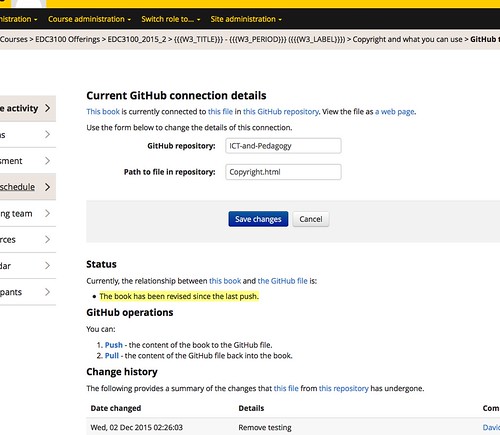 nistration Course administration Switch role to... Site administration
Courses > EDC3100 Offerings > EDC3100_2015_2 > {{{W3_TITLE}}} - {{{W3_PERIOD}}} ({{{W3_LABEL}}}) > Copyright and what you can use > GitHub t
Current GitHub connection details
This book is currently connected to this file in this GitHub repository. View the file as a web page.
Use the form below to change the details of this connection.
GitHub repository: ICT-and-Pedagogy
Path to file in repository: Copyright.html
Save changes Cancel
e activity
ns
sment
schedule
ng team
rces
dar
ipants
Status
Currently, the relationship between this book and the GitHub file is:
• The book has been revised since the last push.
GitHub operations
You can:
1. Push - the content of the book to the GitHub file.
2. Pull - the content of the GitHub file back into the book.
Change history
The following provides a summary of the changes that this file from this repository has undergone.
Date changed Details Com
Wed, 02 Dec 2015 02:26:03 Remove testing Davic